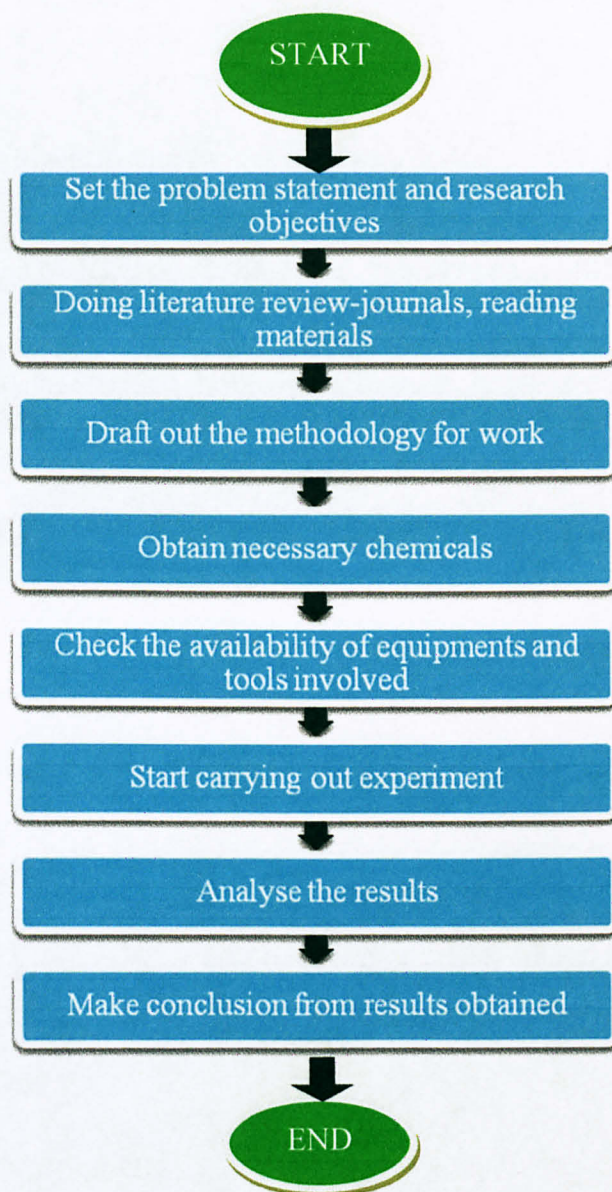 START
Set the problem statement and research
objectives
Doing literature review-journals, reading
materials
Draft out the methodology for work
Obtain necessary chemicals
Check the availability of equipments and
tools involved
Start carrying out experiment
Analyse the results
Make conclusion from results obtained
END